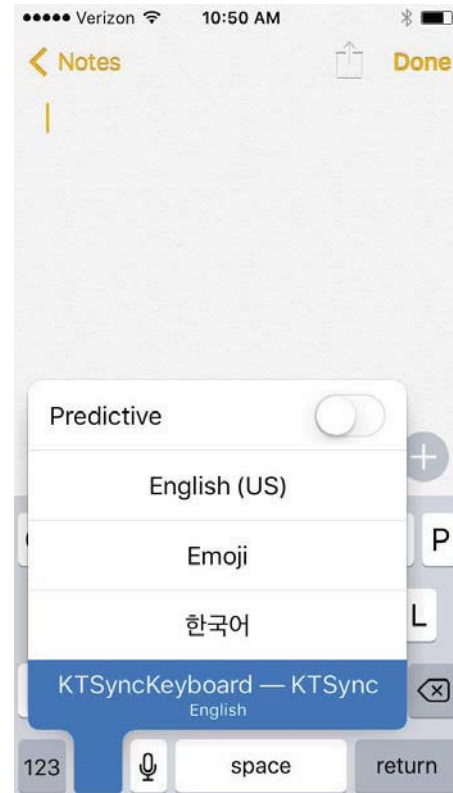 Verizon 10:50 AM
Notes Done
Predictive
English (US)
Emoji
P
한국어
L
KTSyncKeyboard — KTSync
English
123 space return